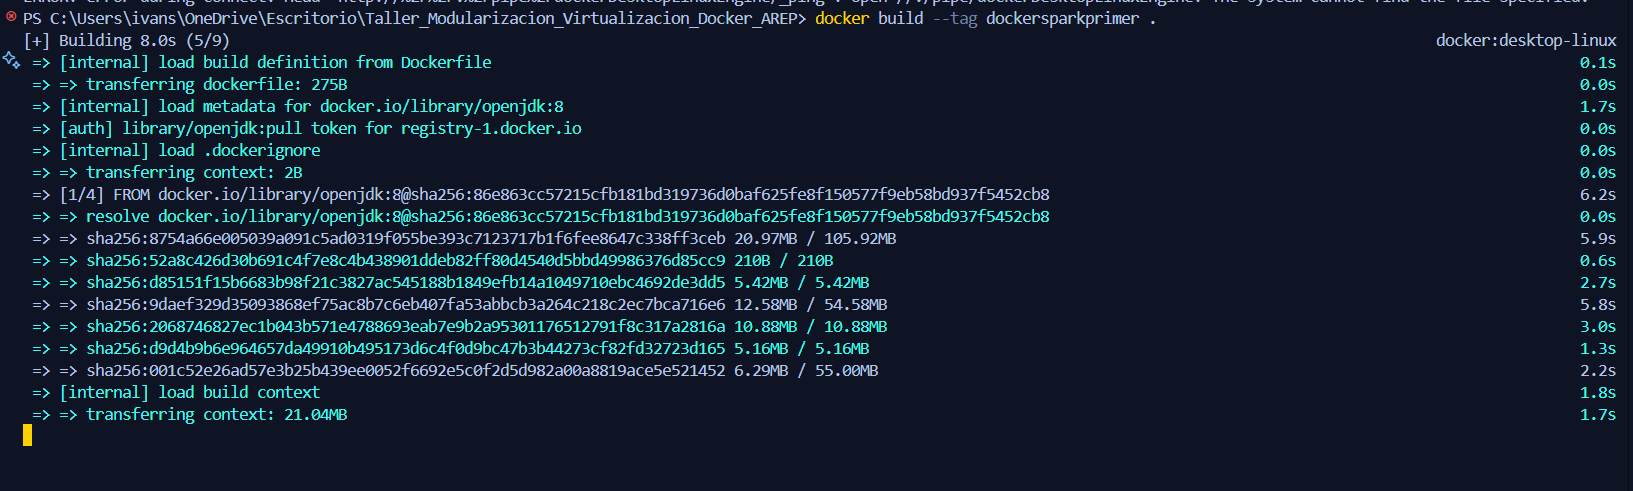 PS C:\Users\ivans\OneDrive\Escritorio\Taller_Modularizacion_Virtualizacion_Docker_AREP> docker build --tag dockersparkprimer .
[+] Building 8.0s (5/9) docker:desktop-linux
=> [internal] load build definition from Dockerfile 0.1s
=> => transferring dockerfile: 275B 0.0s
=> [internal] load metadata for docker.io/library/openjdk:8 1.7s
=> [auth] library/openjdk:pull token for registry-1.docker.io 0.0s
=> [internal] load .dockerignore 0.0s
=> => transferring context: 2B 0.0s
=> [1/4] FROM docker.io/library/openjdk:8@sha256:86e863cc57215cfb181bd319736d0baf625fe8f150577f9eb58bd937f5452cb8 6.2s
=> => resolve docker.io/library/openjdk:8@sha256:86e863cc57215cfb181bd319736d0baf625fe8f150577f9eb58bd937f5452cb8 0.0s
=> => sha256:8754a66e005039a091c5ad0319f055be393c7123717b1f6fee8647c338ff3ceb 20.97MB / 105.92MB 5.9s
=> => sha256:52a8c426d30b691c4f7e8c4b438901ddeb82ff80d4540d5bbd49986376d85cc9 210B / 210B 0.6s
=> => sha256:d85151f15b6683b98f21c3827ac545188b1849efb14a1049710ebc4692de3dd5 5.42MB / 5.42MB 2.7s
=> => sha256:9daef329d35093868ef75ac8b7c6eb407fa53abbcb3a264c218c2ec7bca716e6 12.58MB / 54.58MB 5.8s
=> => sha256:2068746827ec1b043b571e4788693eab7e9b2a95301176512791f8c317a2816a 10.88MB / 10.88MB 3.0s
=> => sha256:d9d4b9b6e964657da49910b495173d6c4f0d9bc47b3b44273cf82fd32723d165 5.16MB / 5.16MB 1.3s
=> => sha256:001c52e26ad57e3b25b439ee0052f6692e5c0f2d5d982a00a8819ace5e521452 6.29MB / 55.00MB 2.2s
=> [internal] load build context 1.8s
=> => transferring context: 21.04MB 1.7s